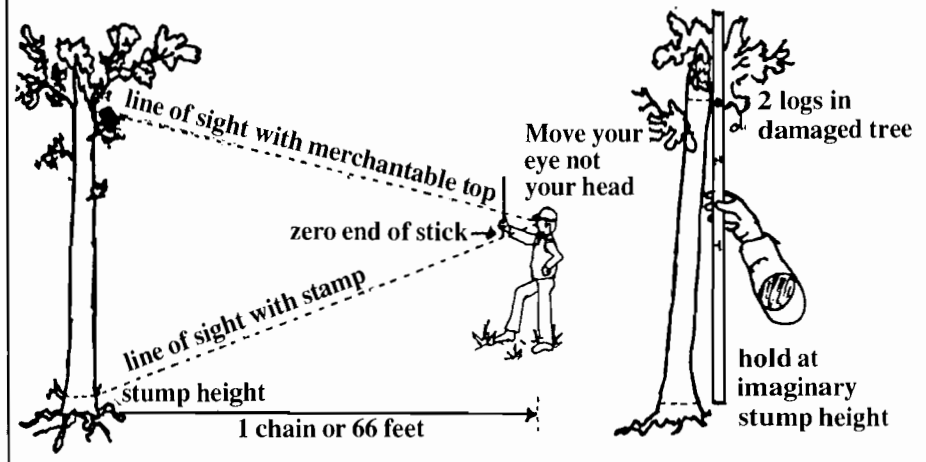 line of sight with merchantable top
Move your
eye not
your head
zero end of stick
line of sight with stamp
stump height
1 chain or 66 feet
2 logs in
damaged tree
hold at
imaginary
stump height